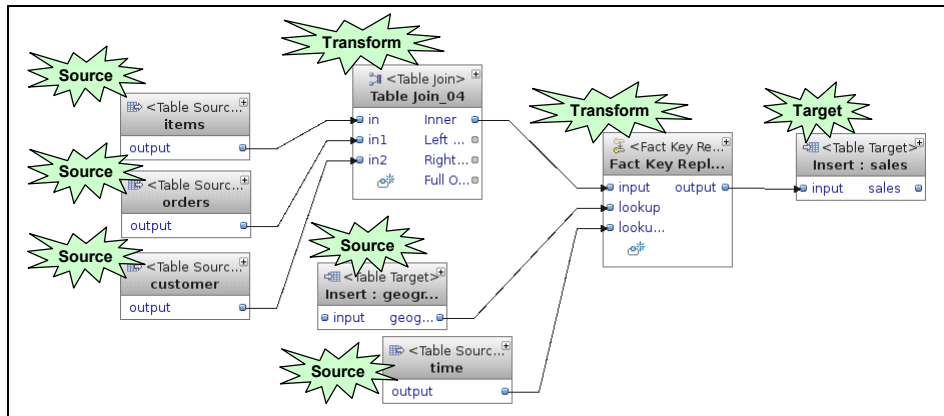 Source
<Table Sourc...
items
output
Source
<Table Sourc...
orders
output
Source
<Table Sourc...
customer
output
Transform
<Table Join>
Table Join_04
in Inner
in1 Left ...
in2 Right...
Full O...
Source
<Table Target>
Insert : geogr...
input geog...
Source
<Table Sourc...
time
output
Transform
<Fact Key Re...
Fact Key Repl...
input output
lookup
looku...
Target
<Table Target>
Insert : sales
input sales